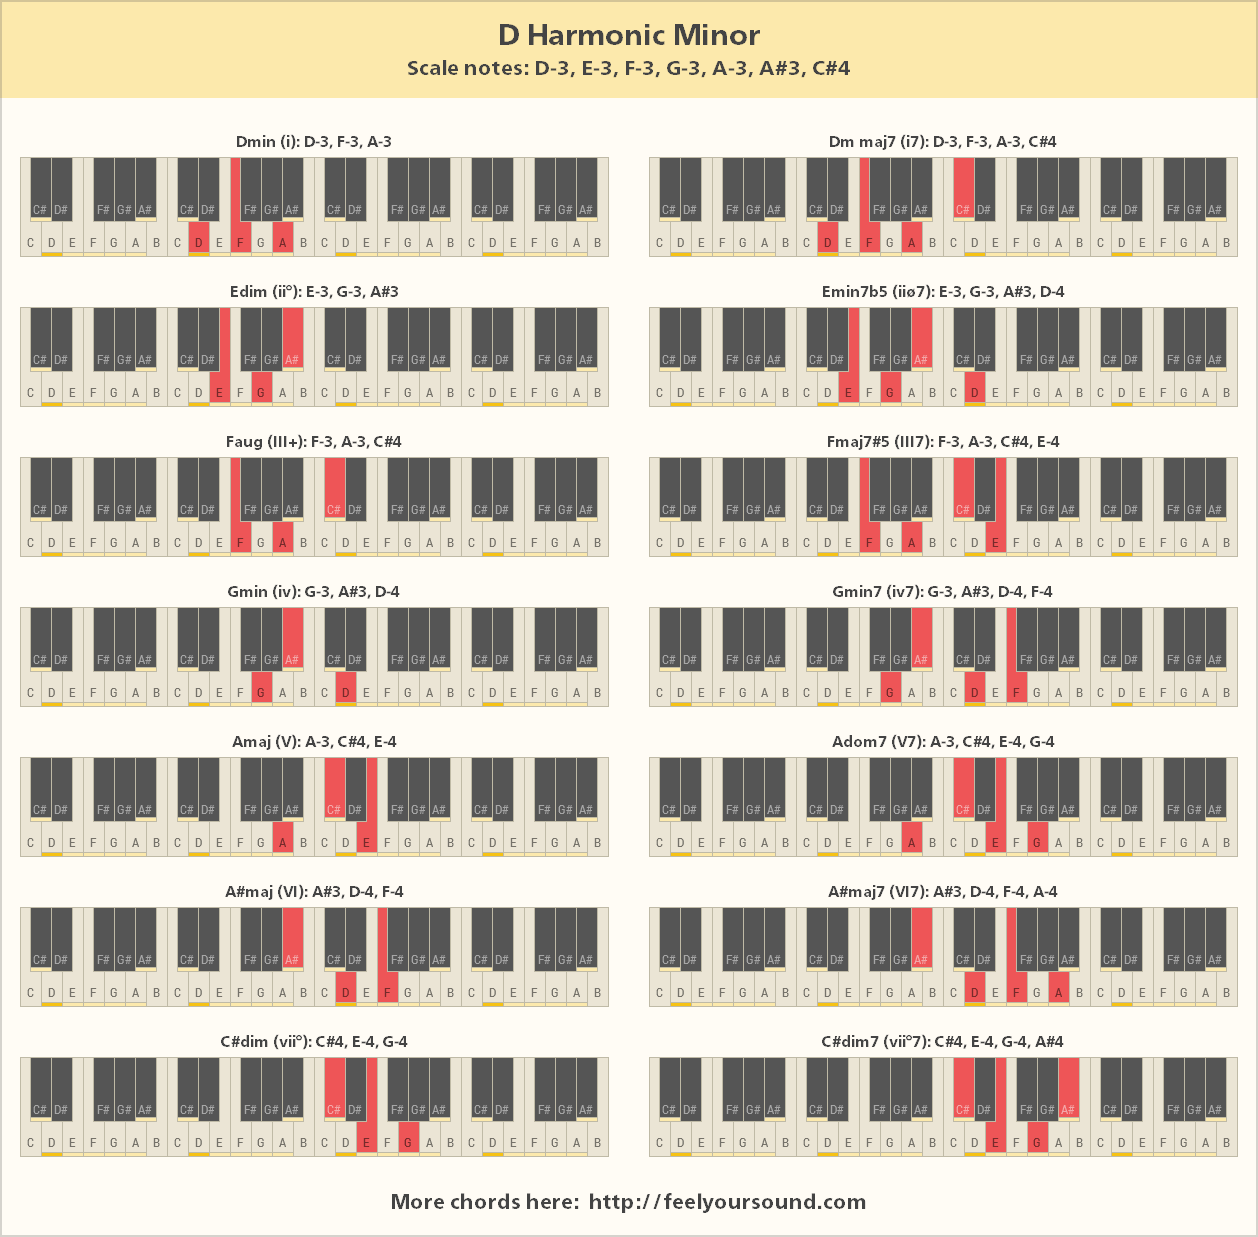 D Harmonic Minor
Scale notes: D-3, E-3, F-3, G-3, A-3, A#3, C#4
Dmin (i): D-3, F-3, A-3
C# D# F# G# A# C# D# F# G# A# C# D# F# G# A# C# D# F# G# A#
C D E F G A B C D E F G A B C D E F G A B C D E F G A B
Dm maj7 (i7): D-3, F-3, A-3, C#4
C# D# F# G# A# C# D# F# G# A# C# D# F# G# A# C# D# F# G# A#
C D E F G A B C D E F G A B C D E F G A B C D E F G A B
Edim (ii°): E-3, G-3, A#3
C# D# F# G# A# C# D# F# G# A# C# D# F# G# A# C# D# F# G# A#
C D E F G A B C D E F G A B C D E F G A B C D E F G A B
Emin7b5 (iiø7): E-3, G-3, A#3, D-4
C# D# F# G# A# C# D# F# G# A# C# D# F# G# A# C# D# F# G# A#
C D E F G A B C D E F G A B C D E F G A B C D E F G A B
Faug (III+): F-3, A-3, C#4
C# D# F# G# A# C# D# F# G# A# C# D# F# G# A# C# D# F# G# A#
C D E F G A B C D E F G A B C D E F G A B C D E F G A B
Fmaj7#5 (III7): F-3, A-3, C#4, E-4
C# D# F# G# A# C# D# F# G# A# C# D# F# G# A# C# D# F# G# A#
C D E F G A B C D E F G A B C D E F G A B C D E F G A B
Gmin (iv): G-3, A#3, D-4
C# D# F# G# A# C# D# F# G# A# C# D# F# G# A# C# D# F# G# A#
C D E F G A B C D E F G A B C D E F G A B C D E F G A B
Gmin7 (iv7): G-3, A#3, D-4, F-4
C# D# F# G# A# C# D# F# G# A# C# D# F# G# A# C# D# F# G# A#
C D E F G A B C D E F G A B C D E F G A B C D E F G A B
Amaj (V): A-3, C#4, E-4
C# D# F# G# A# C# D# F# G# A# C# D# F# G# A# C# D# F# G# A#
C D E F G A B C D E F G A B C D E F G A B C D E F G A B
Adom7 (V7): A-3, C#4, E-4, G-4
C# D# F# G# A# C# D# F# G# A# C# D# F# G# A# C# D# F# G# A#
C D E F G A B C D E F G A B C D E F G A B C D E F G A B
A#maj (VI): A#3, D-4, F-4
C# D# F# G# A# C# D# F# G# A# C# D# F# G# A# C# D# F# G# A#
C D E F G A B C D E F G A B C D E F G A B C D E F G A B
A#maj7 (VI7): A#3, D-4, F-4, A-4
C# D# F# G# A# C# D# F# G# A# C# D# F# G# A# C# D# F# G# A#
C D E F G A B C D E F G A B C D E F G A B C D E F G A B
C#dim (vii°): C#4, E-4, G-4
C# D# F# G# A# C# D# F# G# A# C# D# F# G# A# C# D# F# G# A#
C D E F G A B C D E F G A B C D E F G A B C D E F G A B
C#dim7 (vii°7): C#4, E-4, G-4, A#4
C# D# F# G# A# C# D# F# G# A# C# D# F# G# A# C# D# F# G# A#
C D E F G A B C D E F G A B C D E F G A B C D E F G A B
More chords here: http://feelyoursound.com